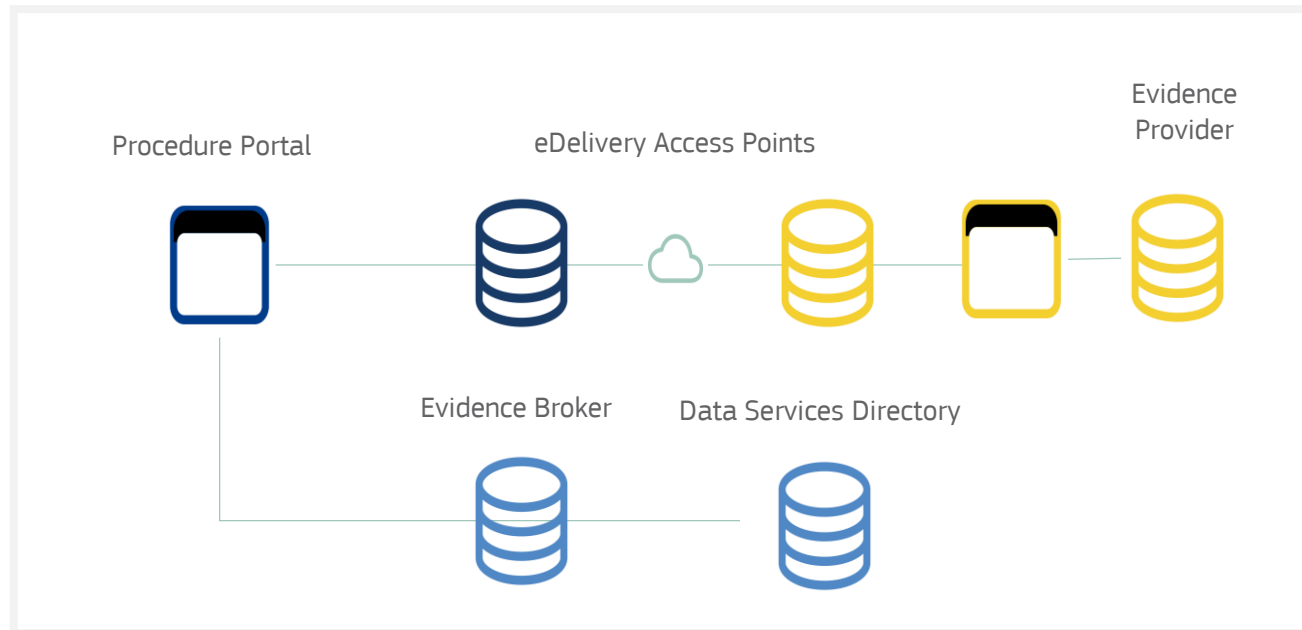 Evidence
Provider
Procedure Portal
eDelivery Access Points
Evidence Broker
Data Services Directory